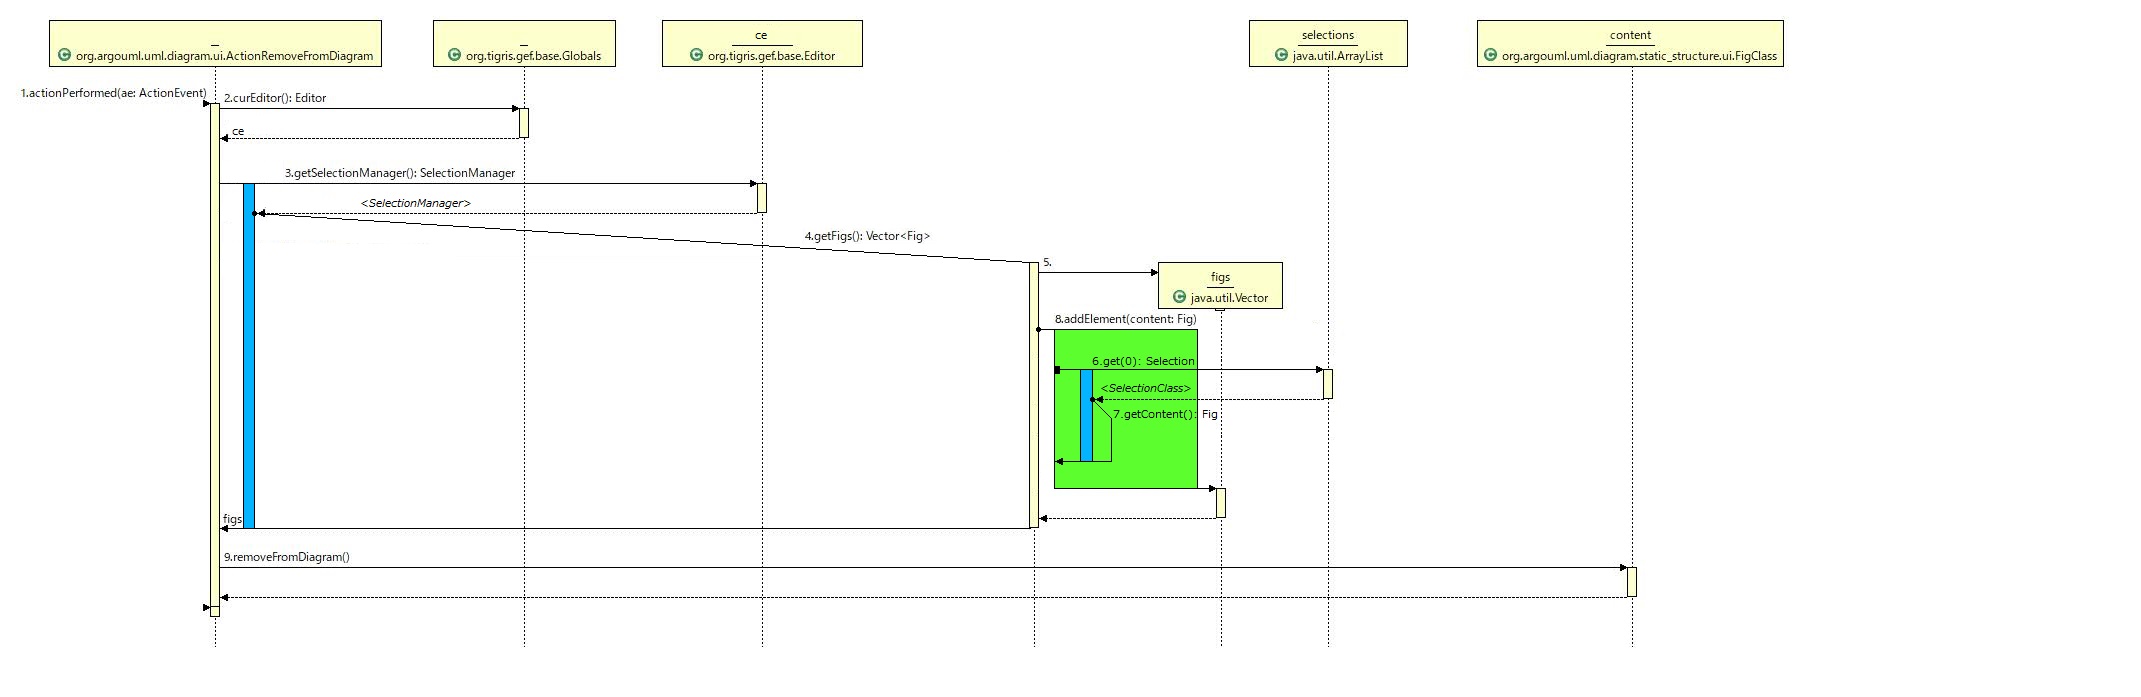 _
org.argouml.uml.diagram.ui.ActionRemoveFromDiagram
_
org.tigris.gef.base.Globals
ce
org.tigris.gef.base.Editor
selections
java.util.ArrayList
content
org.argouml.uml.diagram.static_structure.ui.FigClass
1.actionPerformed(ae: ActionEvent)
2.curEditor(): Editor
ce
3.getSelectionManager(): SelectionManager
<SelectionManager>
4.getFigs(): Vector<Fig>
5.
figs
java.util.Vector
8.addElement(content: Fig)
6.get(0): Selection
<SelectionClass>
7.getContent(): Fig
figs
9.removeFromDiagram()